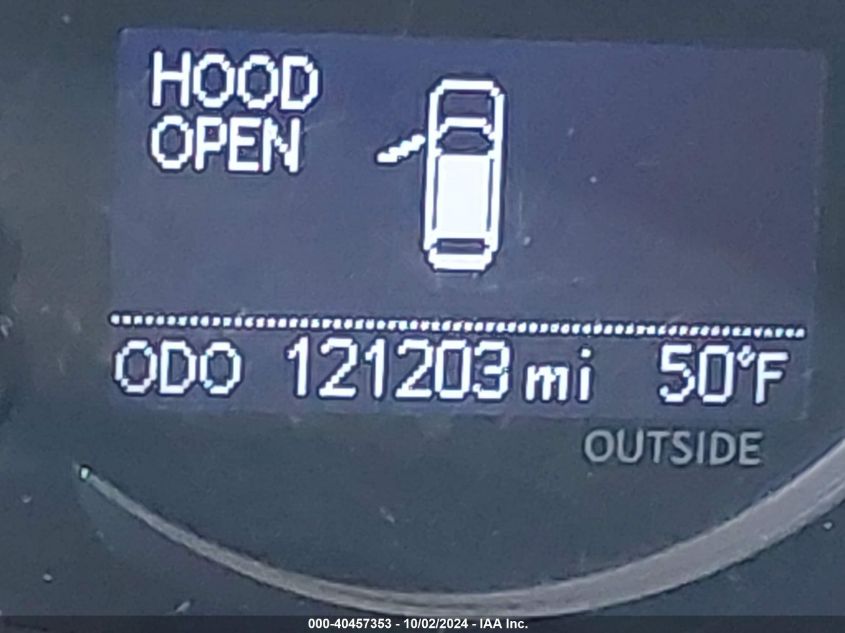 HOOD
OPEN
ODO 121203 mi 50°F
OUTSIDE
000-40457353 - 10/02/2024 - IAA Inc.